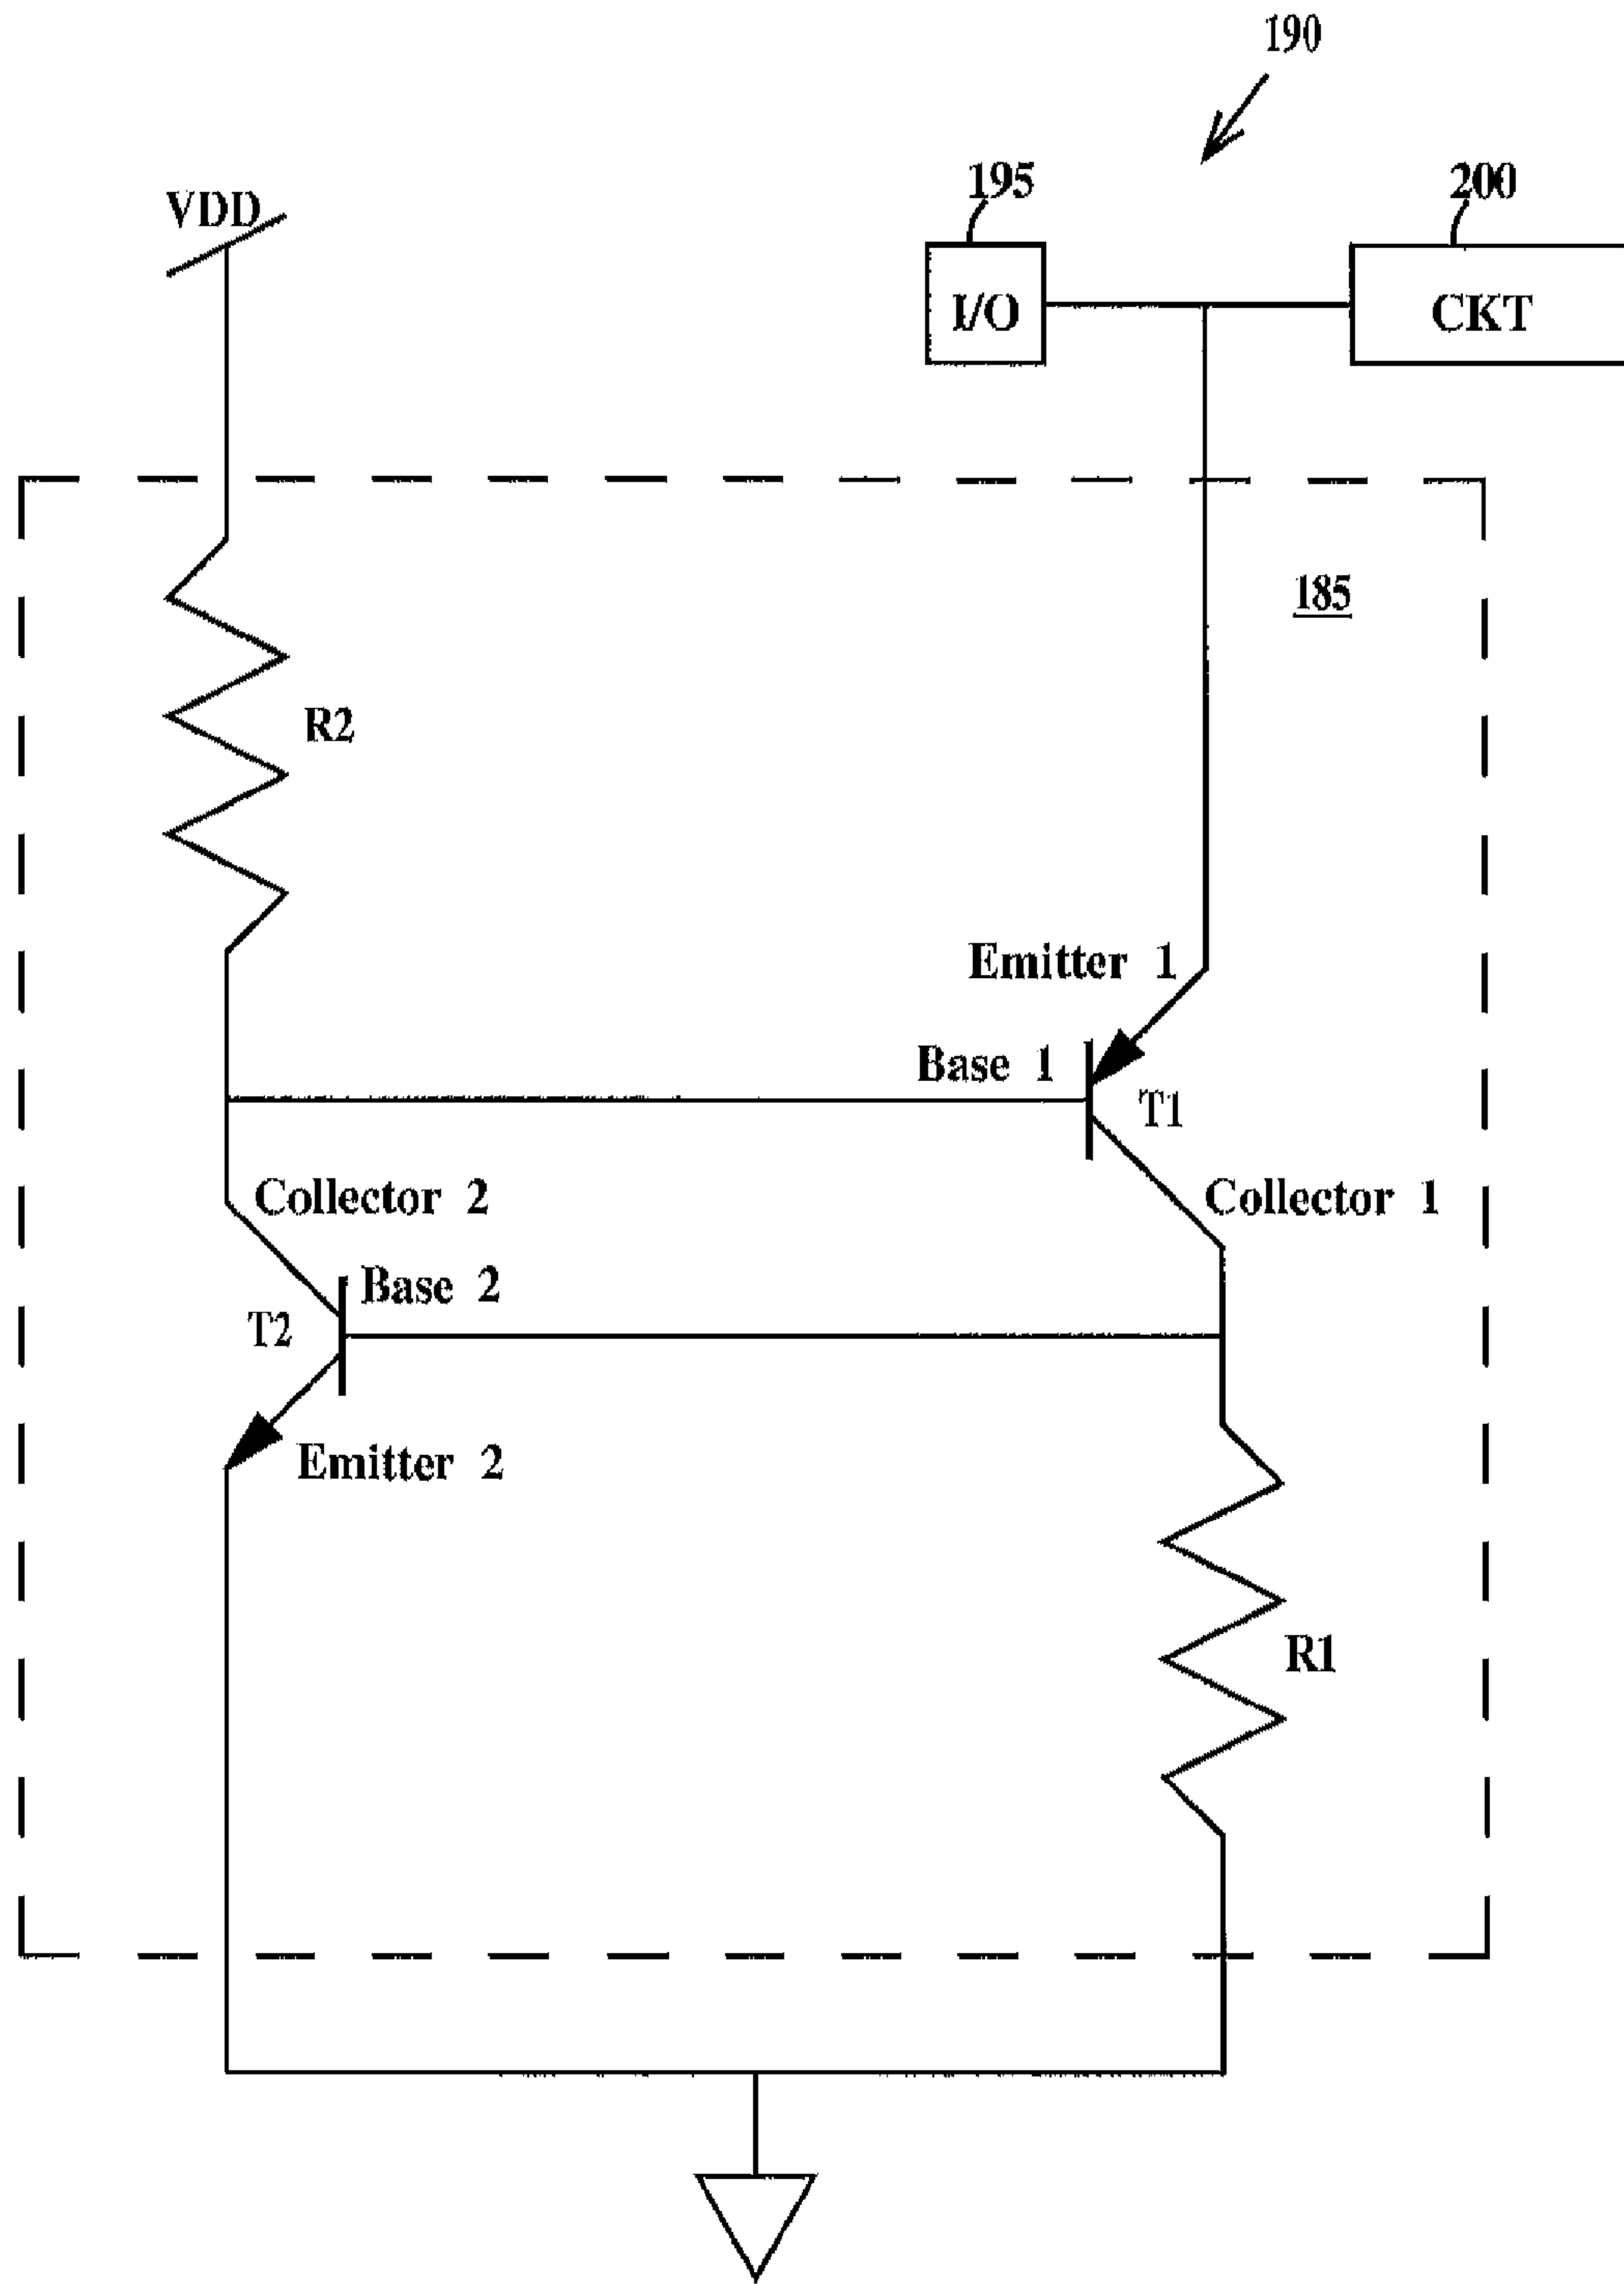 190
195
200
VDD
I/O
CKT
185
R2
Emitter 1
Base 1
T1
Collector 2
Collector 1
Base 2
T2
Emitter 2
R1